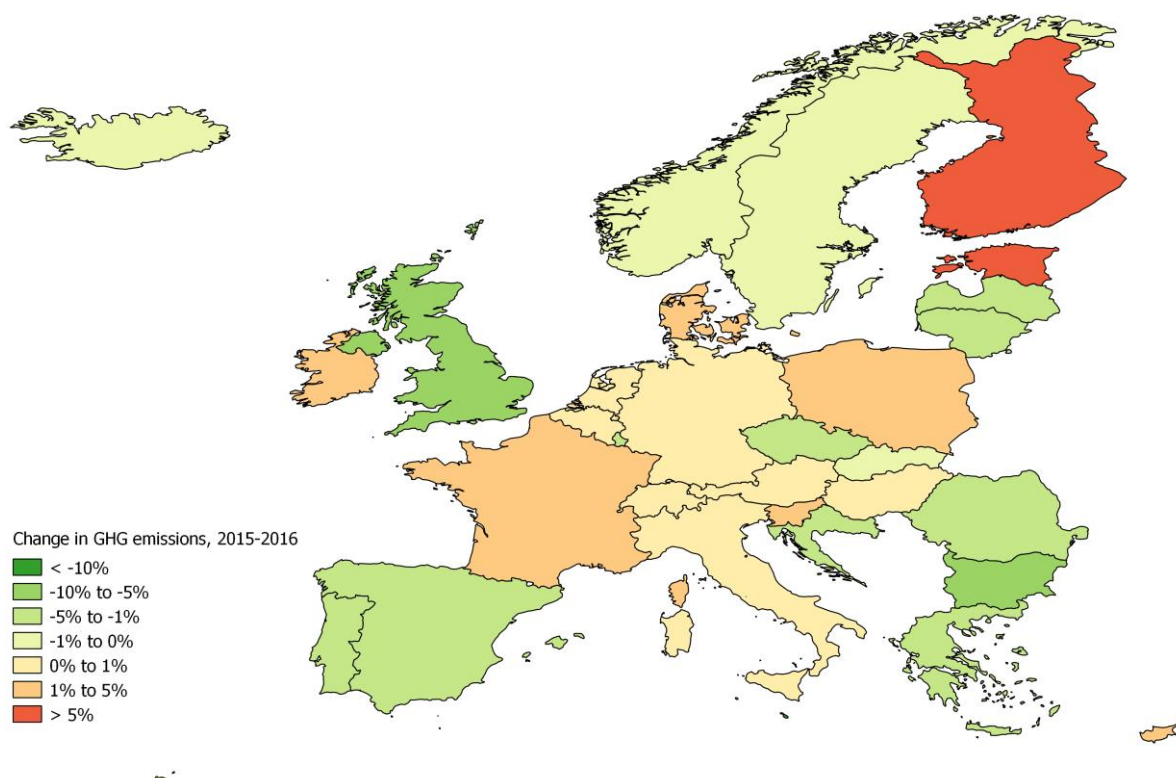 Change in GHG emissions, 2015-2016
< -10%
-10% to -5%
-5% to -1%
-1% to 0%
0% to 1%
1% to 5%
> 5%